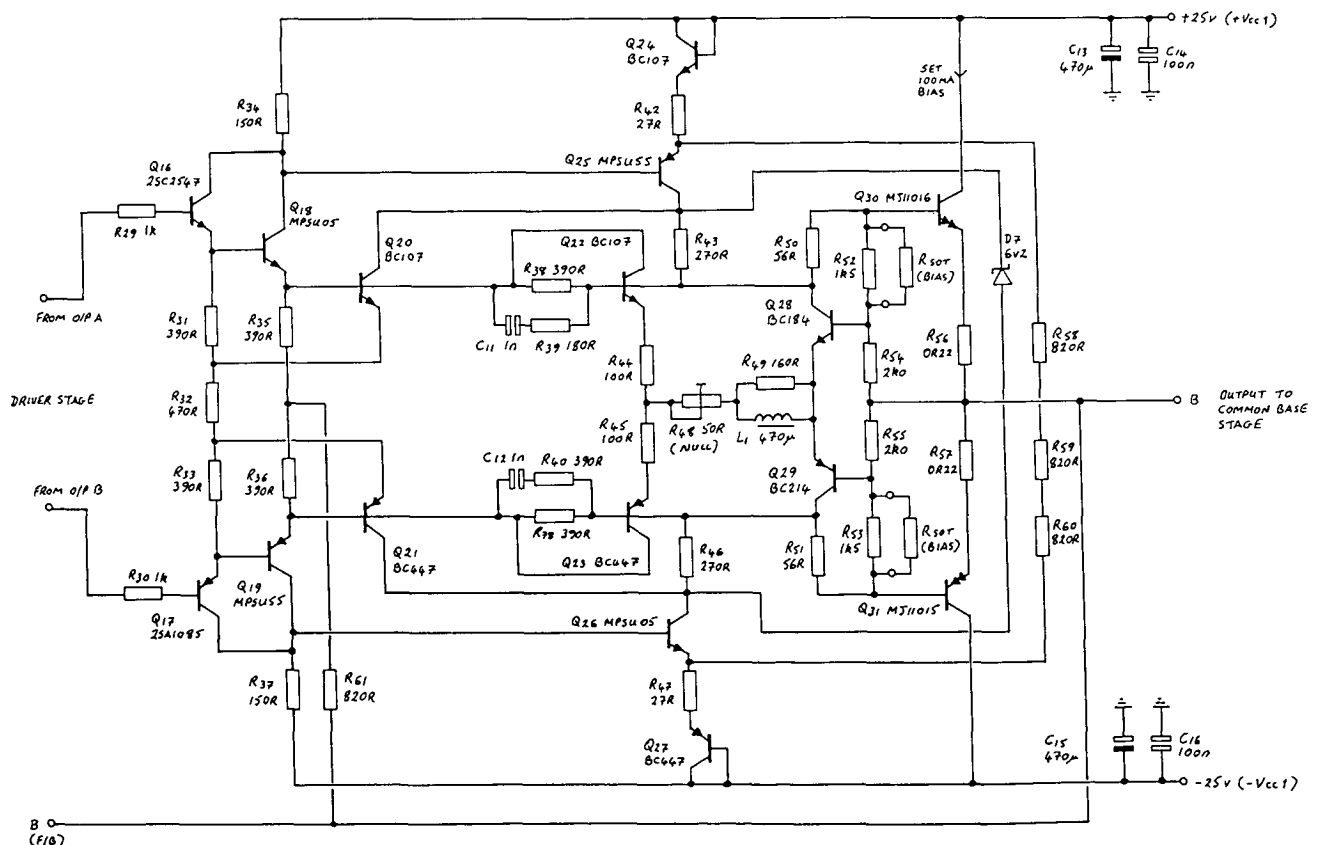 Q24
BC107
+25V (+Vcc1)
C13
470µ
C14
100n
SET
100MA
BIAS
R34
150R
R42
27R
Q16
2SC2547
Q25 MPSU55
Q18
MPSU05
R29 1k
Q20
BC107
Q22 BC107
R43
270R
Q30 MJ11016
R50
56R
R52
1k5
RSOT
(BIAS)
D7
6V2
R38 390R
FROM O/P A
R31
390R
R35
390R
C11 1n
R39 180R
Q28
BC184
R56
0R22
R58
820R
R44
100R
R49 160R
R54
2k0
DRIVER STAGE
R32
470R
B
OUTPUT TO
COMMON BASE
STAGE
R45
100R
R48 50R
(NULL)
L1 470µ
R55
2k0
R57
0R22
R59
820R
R33
390R
R36
390R
C12 1n
R40 390R
Q29
BC214
FROM O/P B
R78 390R
R53
1k5
RSOT
(BIAS)
R60
820R
R46
270R
R51
56R
Q21
BC447
Q23 BC447
R30 1k
Q19
MPSU55
Q31 MJ11015
Q17
2SA1085
Q26 MPSU05
R37
150R
R61
820R
R47
27R
Q27
BC447
C15
470µ
C16
100n
-25V (-Vcc1)
B
(F/B)